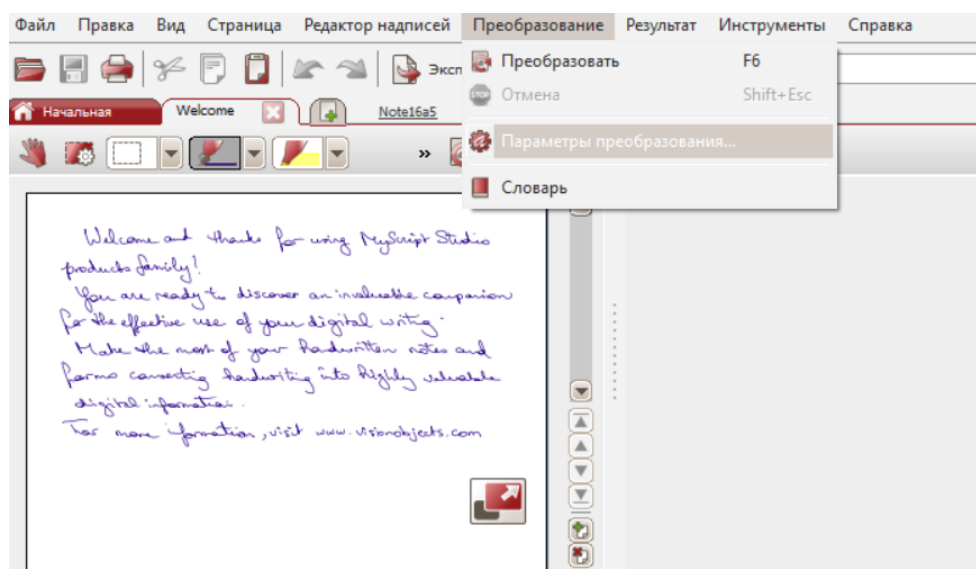 Файл Правка Вид Страница Редактор надписей Преобразование Результат Инструменты Справка
Преобразовать F6
Эксп
Отмена Shift+Esc
Начальная Welcome Note16a5
Параметры преобразования...
»
Словарь
Welcome and thanks for using MyScript Studio
products family!
You are ready to discover an invaluable companion
for the effective use of your digital writing.
Make the most of your handwritten notes and
forms converting handwriting into highly valuable
digital information.
For more information, visit www.visionobjects.com